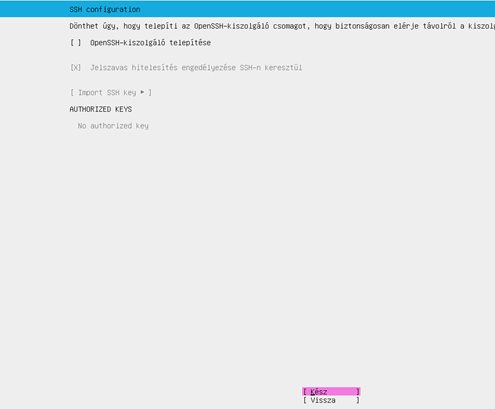 SSH configuration
Dönthet úgy, hogy telepíti az OpenSSH-kiszolgáló csomagot, hogy biztonságosan elérje távolról a kiszolg
[ ] OpenSSH-kiszolgáló telepítése
[X] Jelszavas hitelesítés engedélyezése SSH-n keresztül
[ Import SSH key ▸ ]
AUTHORIZED KEYS
No authorized key
[ Kész ]
[ Vissza ]